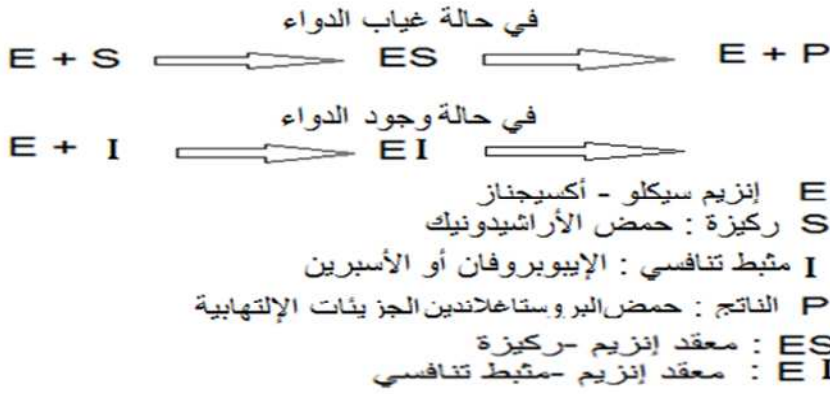 في حالة غياب الدواء
E + S ES E + P
في حالة وجود الدواء
E + I EI
E إنزيم سيكلو - أكسيجناز
S ركيزة : حمض الأراشيدونيك
I مثبط تنافسي : الإيبوبروفان أو الأسبرين
P الناتج : حمض البروستاغلاندين الجزيئات الإلتهابية
ES : معقد إنزيم -ركيزة
EI : معقد إنزيم -مثبط تنافسي